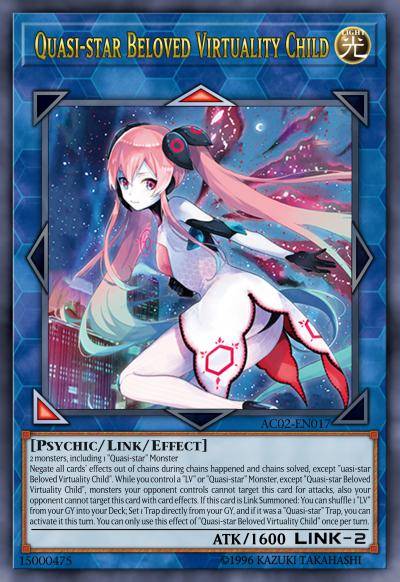 Quasi-star Beloved Virtuality Child
LIGHT
光
AC02-EN017
[Psychic/Link/Effect]
2 monsters, including 1 "Quasi-star" Monster
Negate all cards' effects out of chains during chains happened and chains solved, except "uasi-star
Beloved Virtuality Child". While you control a "LV" or "Quasi-star" Monster, except "Quasi-star Beloved
Virtuality Child", monsters your opponent controls cannot target this card for attacks, also your
opponent cannot target this card with card effects. If this card is Link Summoned: You can shuffle 1 "LV"
from your GY into your Deck; Set 1 Trap directly from your GY, and if it was a "Quasi-star" Trap, you can
activate it this turn. You can only use this effect of "Quasi-star Beloved Virtuality Child" once per turn.
ATK/1600 LINK-2
15000475
©1996 KAZUKI TAKAHASHI